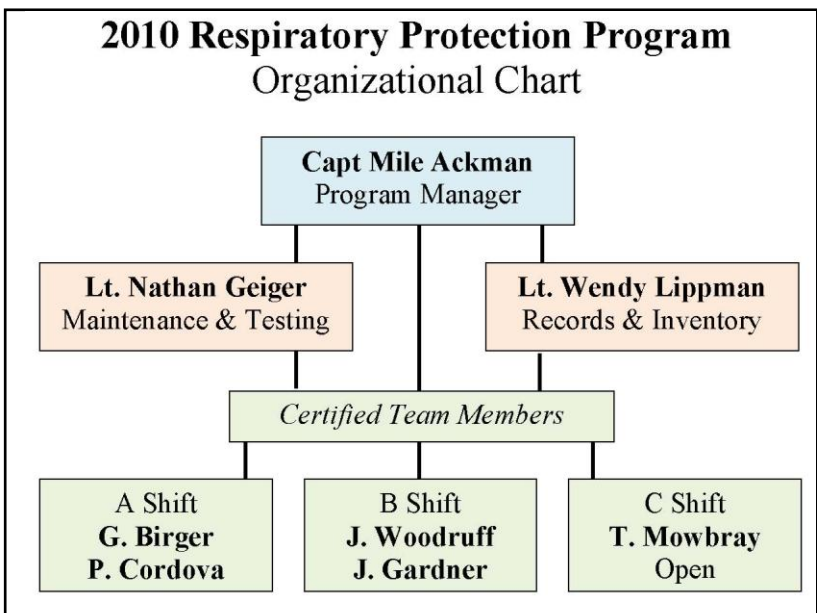 2010 Respiratory Protection Program
Organizational Chart
Capt Mile Ackman
Program Manager
Lt. Nathan Geiger
Maintenance & Testing
Lt. Wendy Lippman
Records & Inventory
Certified Team Members
A Shift
G. Birger
P. Cordova
B Shift
J. Woodruff
J. Gardner
C Shift
T. Mowbray
Open